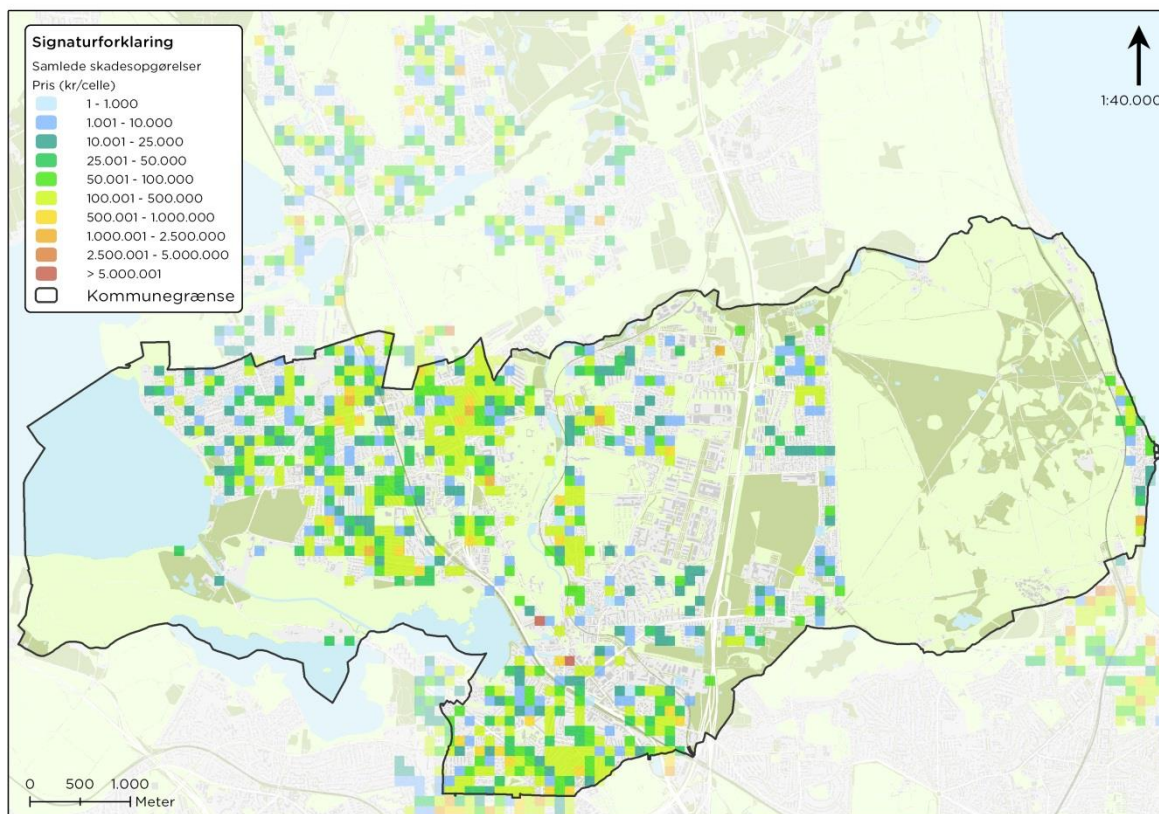 Signaturforklaring
Samlede skadesopgørelser
Pris (kr/celle)
1 - 1.000
1.001 - 10.000
10.001 - 25.000
25.001 - 50.000
50.001 - 100.000
100.001 - 500.000
500.001 - 1.000.000
1.000.001 - 2.500.000
2.500.001 - 5.000.000
> 5.000.001
Kommunegrænse
1:40.000
0 500 1.000
Meter